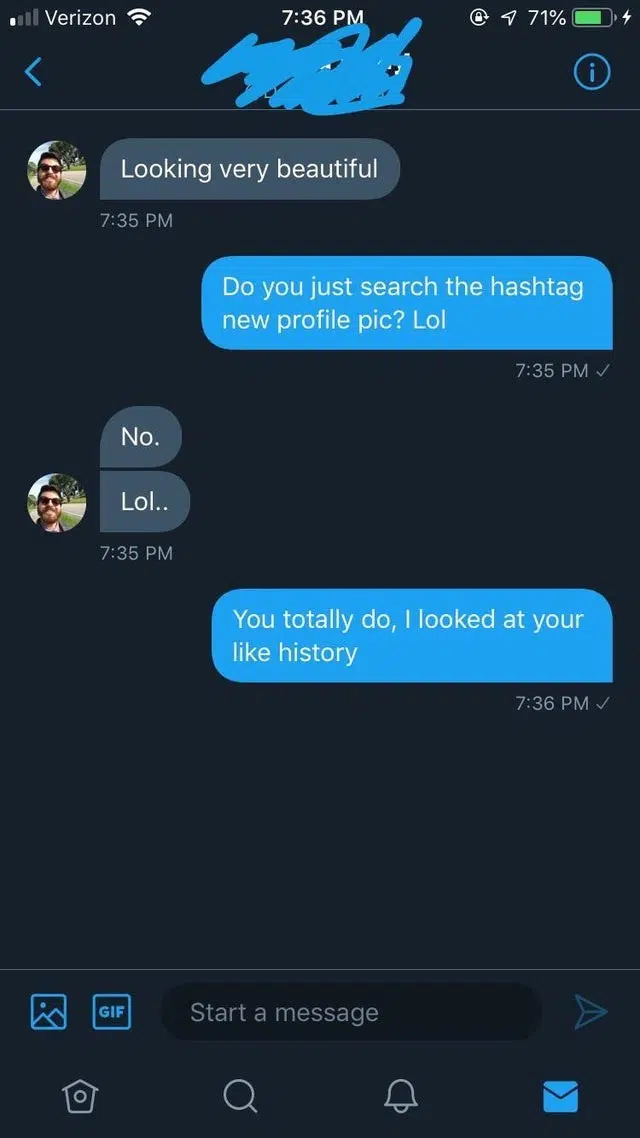 Verizon 7:36 PM 71%
Looking very beautiful
7:35 PM
Do you just search the hashtag
new profile pic? Lol
7:35 PM ✓
No.
Lol..
7:35 PM
You totally do, I looked at your
like history
7:36 PM ✓
GIF Start a message